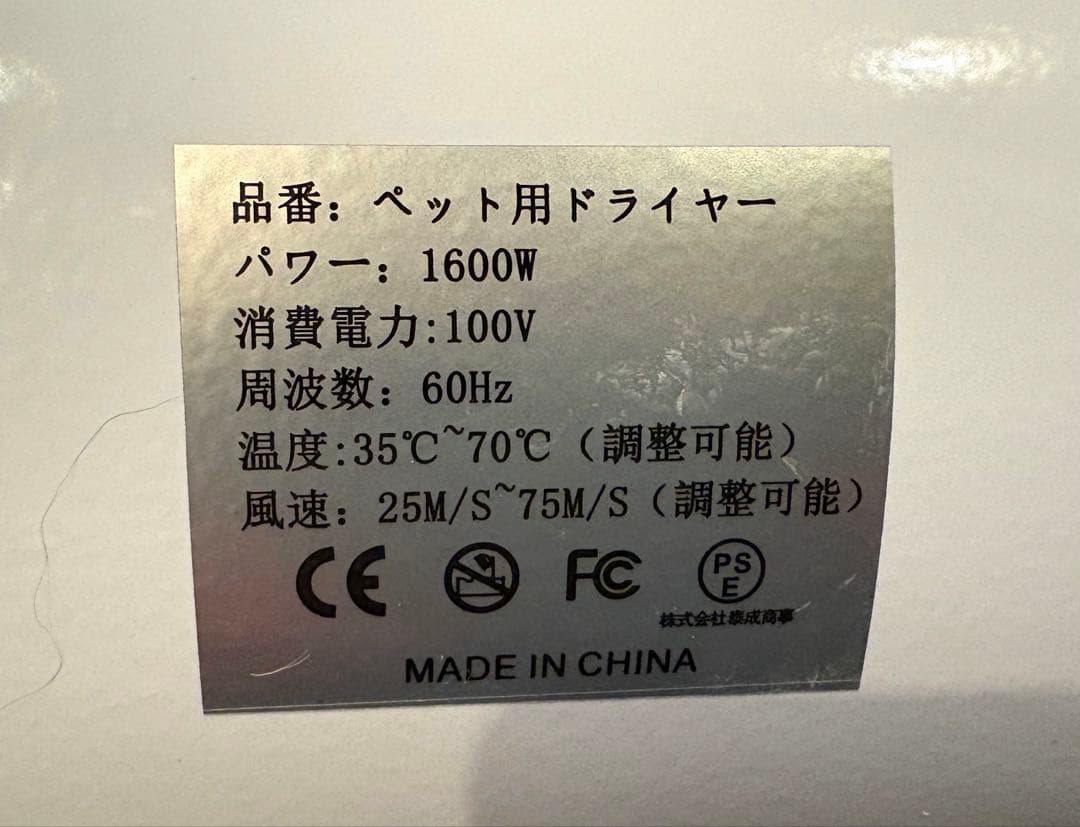 品番：ペット用ドライヤー
パワー：1600W
消費電力:100V
周波数：60Hz
温度:35℃~70℃（調整可能）
風速：25M/S~75M/S（調整可能）
CE FC PSE
株式会社泰成商事
MADE IN CHINA